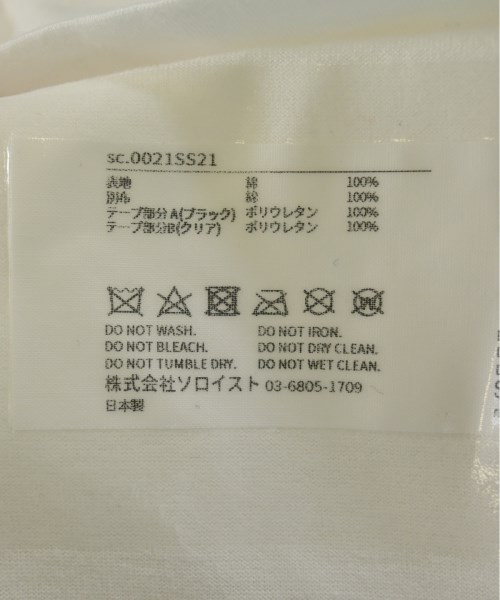 sc.0021SS21
表地 綿 100%
別布 綿 100%
テープ部分A(ブラック) ポリウレタン 100%
テープ部分B(クリア) ポリウレタン 100%
DO NOT WASH. DO NOT IRON.
DO NOT BLEACH. DO NOT DRY CLEAN.
DO NOT TUMBLE DRY. DO NOT WET CLEAN.
株式会社ソロイスト 03-6805-1709
日本製